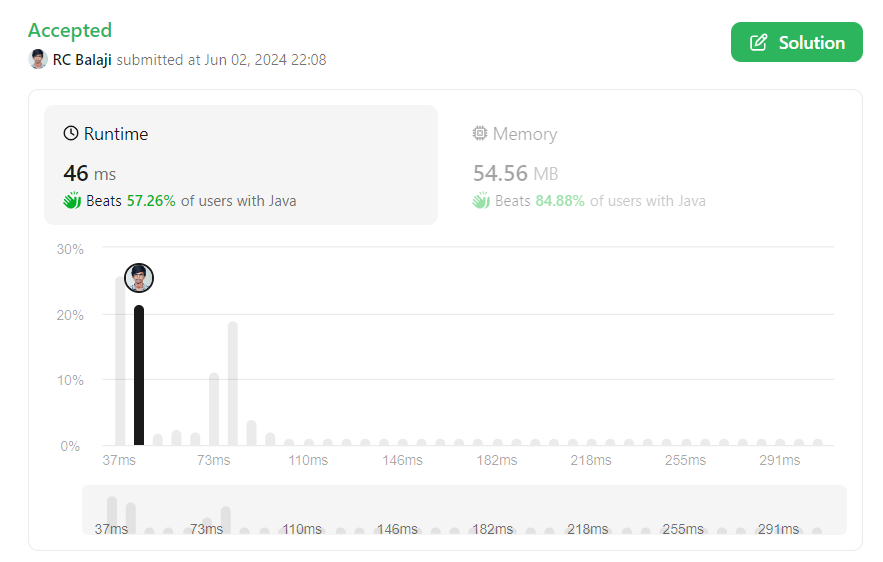 Accepted
RC Balaji submitted at Jun 02, 2024 22:08
Solution
Runtime
46 ms
Beats 57.26% of users with Java
Memory
54.56 MB
Beats 84.88% of users with Java
30%
20%
10%
0%
37ms 73ms 110ms 146ms 182ms 218ms 255ms 291ms
37ms 73ms 110ms 146ms 182ms 218ms 255ms 291ms